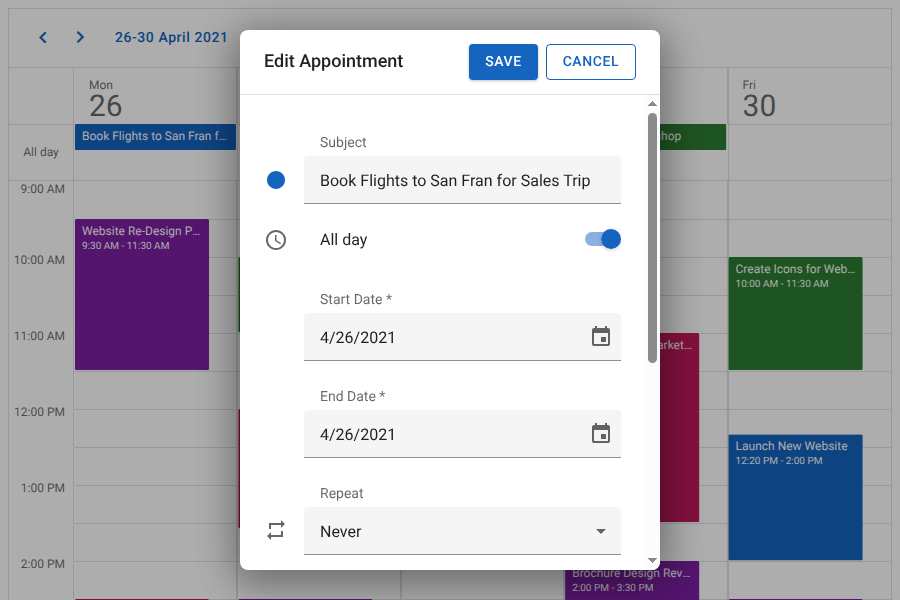 26-30 April 2021
Edit Appointment
SAVE
CANCEL
Mon
26
Fri
30
All day
Book Flights to San Fran f...
hop
Subject
Book Flights to San Fran for Sales Trip
All day
Start Date *
4/26/2021
End Date *
4/26/2021
Repeat
Never
9:00 AM
10:00 AM
11:00 AM
12:00 PM
1:00 PM
2:00 PM
Website Re-Design P...
9:30 AM - 11:30 AM
Create Icons for Web...
10:00 AM - 11:30 AM
arket...
Launch New Website
12:20 PM - 2:00 PM
Brochure Design Rev...
2:00 PM - 3:30 PM